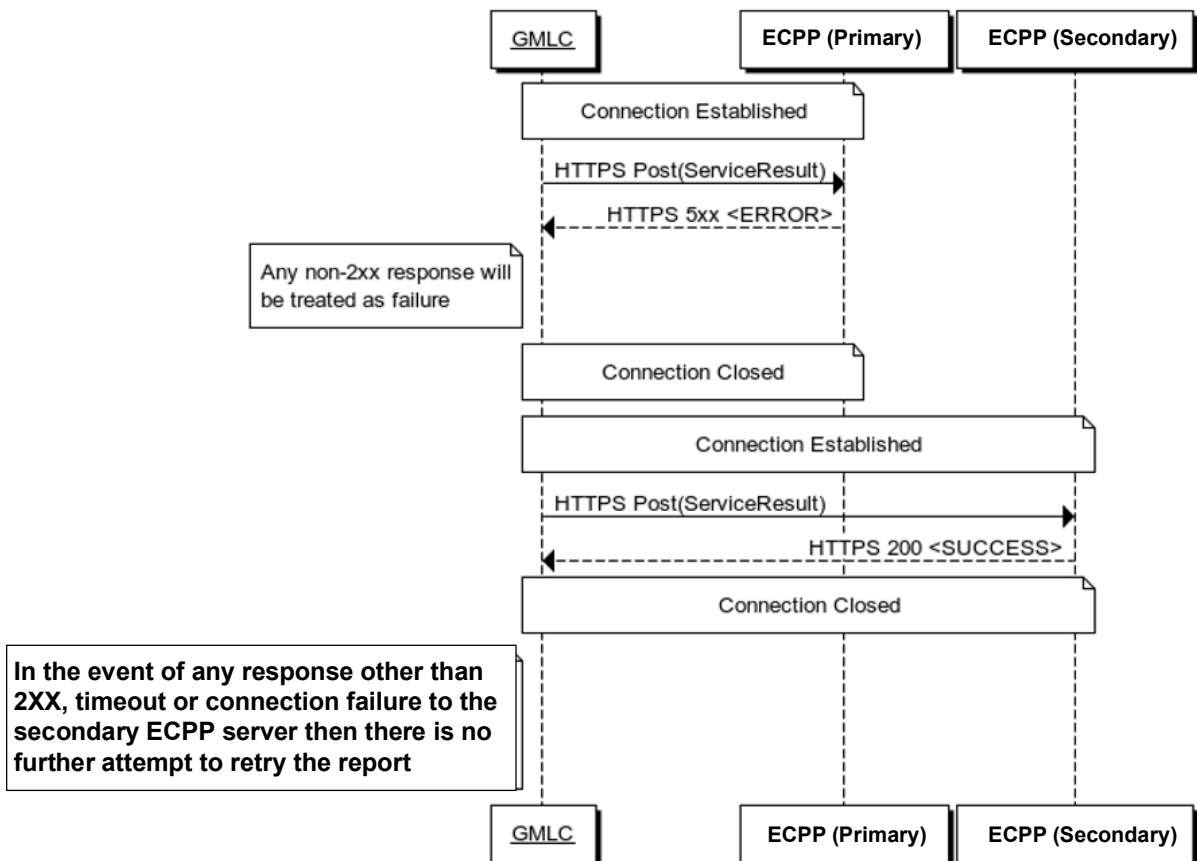 GMLC
ECPP (Primary)
ECPP (Secondary)
Connection Established
HTTPS Post(ServiceResult)
HTTPS 5xx <ERROR>
Any non-2xx response will
be treated as failure
Connection Closed
Connection Established
HTTPS Post(ServiceResult)
HTTPS 200 <SUCCESS>
Connection Closed
In the event of any response other than
2XX, timeout or connection failure to the
secondary ECPP server then there is no
further attempt to retry the report
GMLC
ECPP (Primary)
ECPP (Secondary)